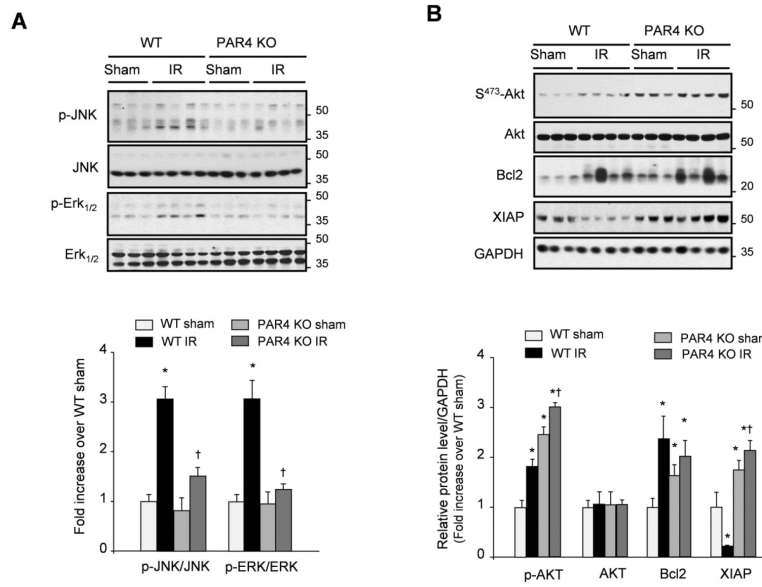 A
WT PAR4 KO
Sham IR Sham IR
p-JNK 50
35
JNK 50
35
p-Erk1/2 50
35
Erk1/2 50
35
WT sham PAR4 KO sham
WT IR PAR4 KO IR
Fold increase over WT sham
4
3
2
1
0
* * † †
p-JNK/JNK p-ERK/ERK
B
WT PAR4 KO
Sham IR Sham IR
S473-Akt 50
Akt 50
Bcl2 20
XIAP 50
GAPDH 35
WT sham PAR4 KO sham
WT IR PAR4 KO IR
Relative protein level/GAPDH
(Fold increase over WT sham)
4
3
2
1
0
* * *† * * * * * *†
p-AKT AKT Bcl2 XIAP